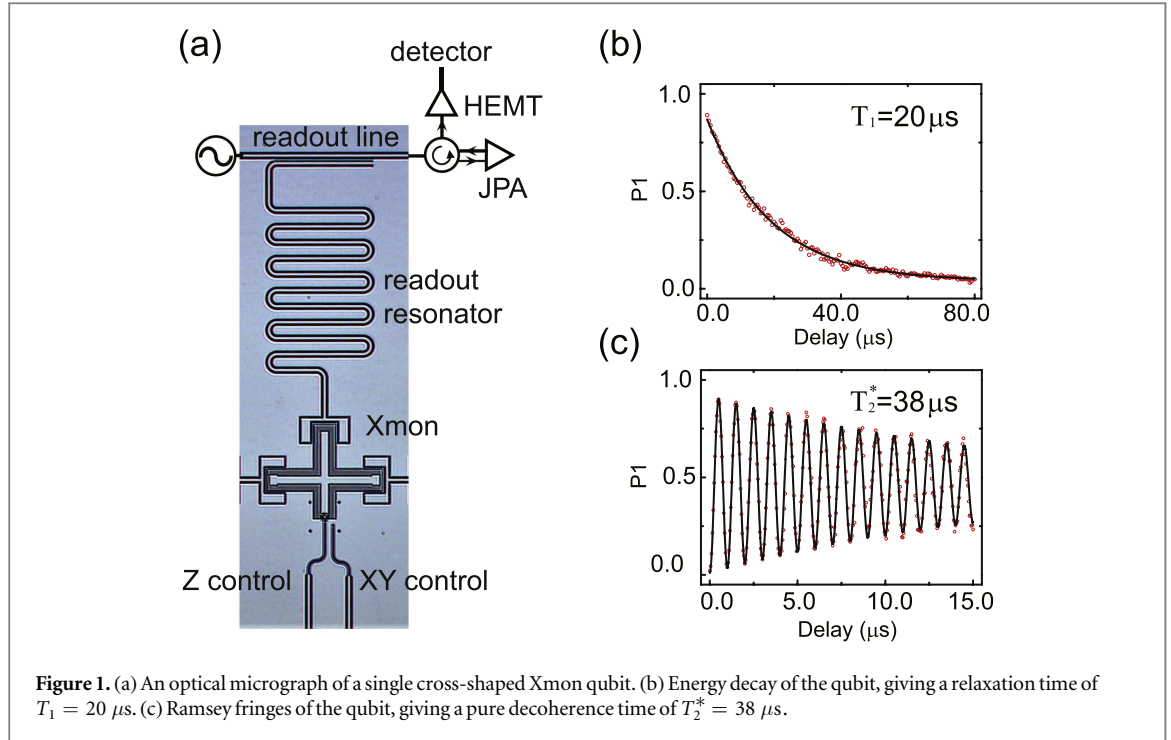 (a)
detector
HEMT
readout line
JPA
readout
resonator
Xmon
Z control XY control
(b)
T₁=20μs
1.0
0.5
0.0
P1
0.0 40.0 80.0
Delay (μs)
(c)
T₂*=38μs
1.0
0.5
0.0
P1
0.0 5.0 10.0 15.0
Delay (μs)
Figure 1. (a) An optical micrograph of a single cross-shaped Xmon qubit. (b) Energy decay of the qubit, giving a relaxation time of
T₁ = 20 μs. (c) Ramsey fringes of the qubit, giving a pure decoherence time of T₂* = 38 μs.